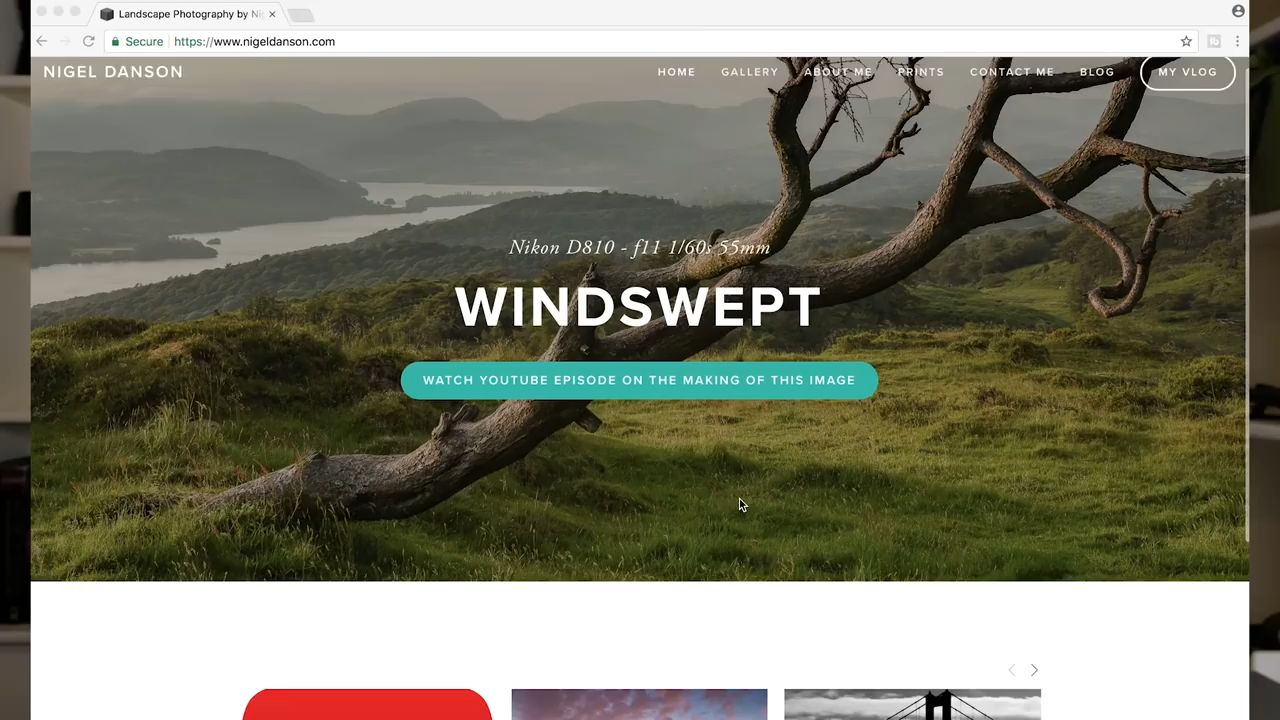 Landscape Photography by Ni
Secure
https://www.nigeldanson.com
NIGEL DANSON
HOME GALLERY ABOUT ME PRINTS CONTACT ME BLOG MY VLOG
Nikon D810 - f11 1/60s 55mm
WINDSWEPT
WATCH YOUTUBE EPISODE ON THE MAKING OF THIS IMAGE